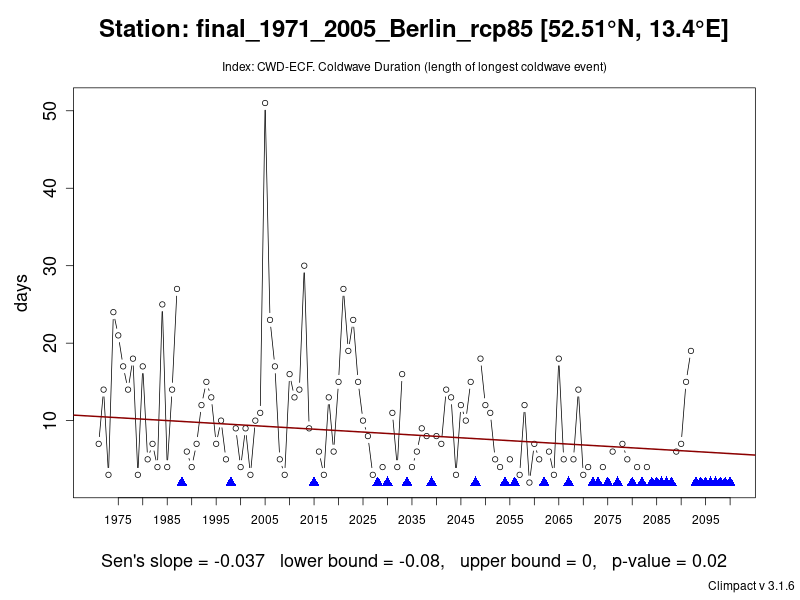 Station: final_1971_2005_Berlin_rcp85 [52.51°N, 13.4°E]
Index: CWD-ECF. Coldwave Duration (length of longest coldwave event)
50
40
30
20
10
days
1975 1985 1995 2005 2015 2025 2035 2045 2055 2065 2075 2085 2095
Sen's slope = -0.037 lower bound = -0.08, upper bound = 0, p-value = 0.02
Climpact v 3.1.6